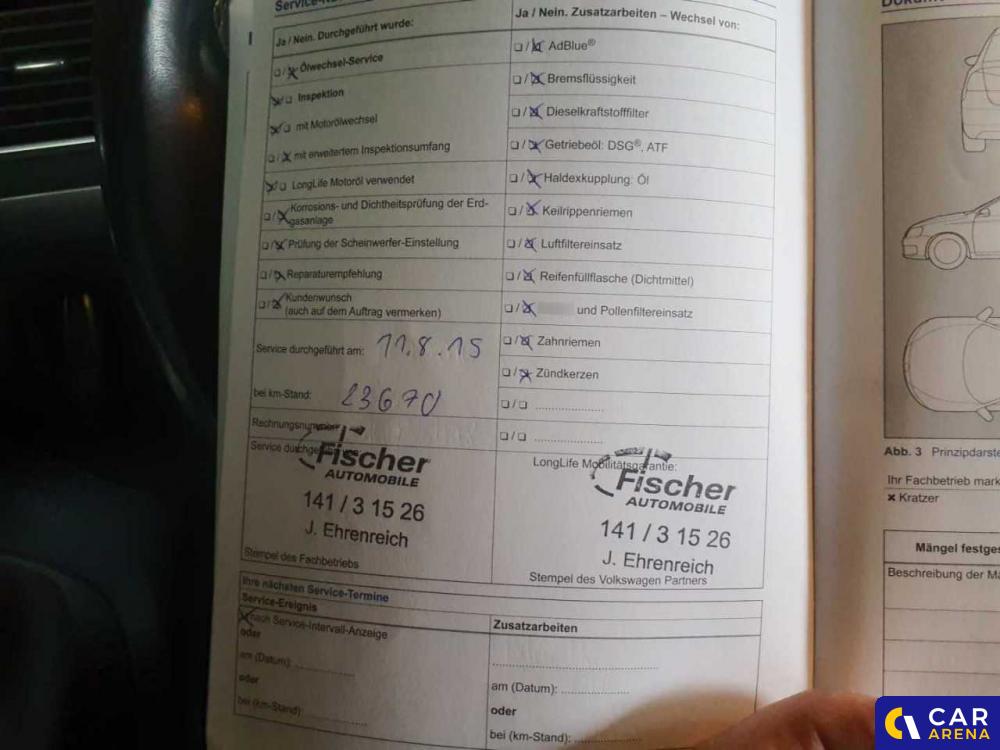 Ja / Nein. Durchgeführt wurde:
/ Ölwechsel-Service
/ Inspektion
/ mit Motorölwechsel
/ mit erweitertem Inspektionsumfang
/ LongLife Motoröl verwendet
/ Korrosions- und Dichtheitsprüfung der Erd-
gasanlage
/ Prüfung der Scheinwerfer-Einstellung
/ Reparaturempfehlung
/ Kundenwunsch
(auch auf dem Auftrag vermerken)
Service durchgeführt am: 11.8.15
bei km-Stand: 23670
Rechnungsnummer
Service
Fischer
AUTOMOBILE
141 / 3 15 26
J. Ehrenreich
Stempel des Fachbetriebs
Ja / Nein. Zusatzarbeiten – Wechsel von:
/ AdBlue®
/ Bremsflüssigkeit
/ Dieselkraftstofffilter
/ Getriebeöl: DSG®, ATF
/ Haldexkupplung: Öl
/ Keilrippenriemen
/ Luftfiltereinsatz
/ Reifenfüllflasche (Dichtmittel)
/ und Pollenfiltereinsatz
/ Zahnriemen
/ Zündkerzen
/ ....................
/ ....................
LongLife Mobilitätsgarantie:
Fischer
AUTOMOBILE
141 / 3 15 26
J. Ehrenreich
Stempel des Volkswagen Partners
Ihre nächsten Service-Termine
Service-Ereignis
nach Service-Intervall-Anzeige
oder
am (Datum): ..................
oder
bei (km-Stand): ..................
Zusatzarbeiten
..................................................
am (Datum): ....................
oder
bei (km-Stand): ....................
Abb. 3 Prinzipdarste
Ihr Fachbetrieb mark
× Kratzer
Mängel festges
Beschreibung der Mä
CAR
ARENA